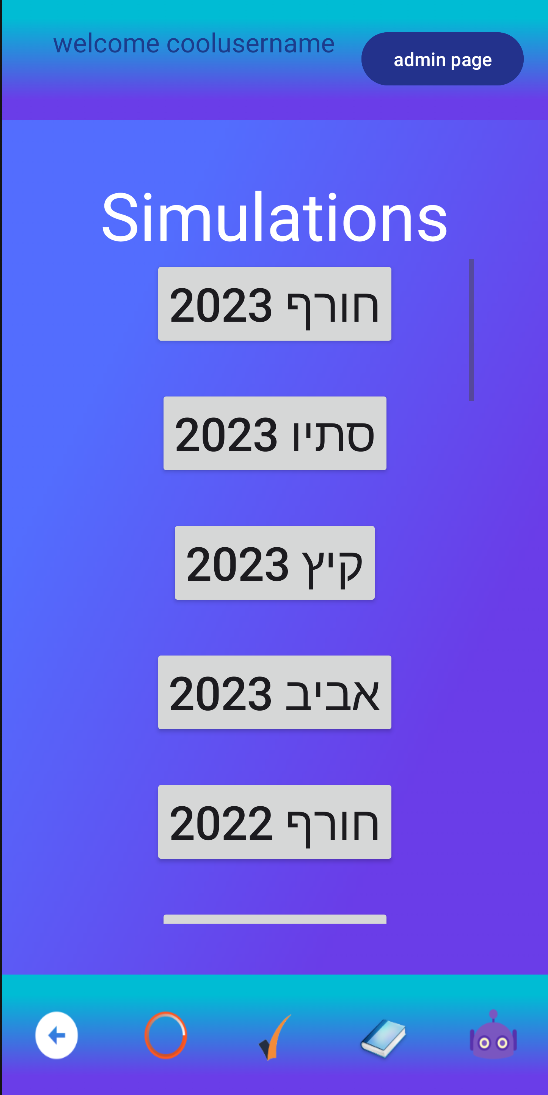 welcome coolusername
admin page
Simulations
חורף 2023
סתיו 2023
קיץ 2023
אביב 2023
חורף 2022